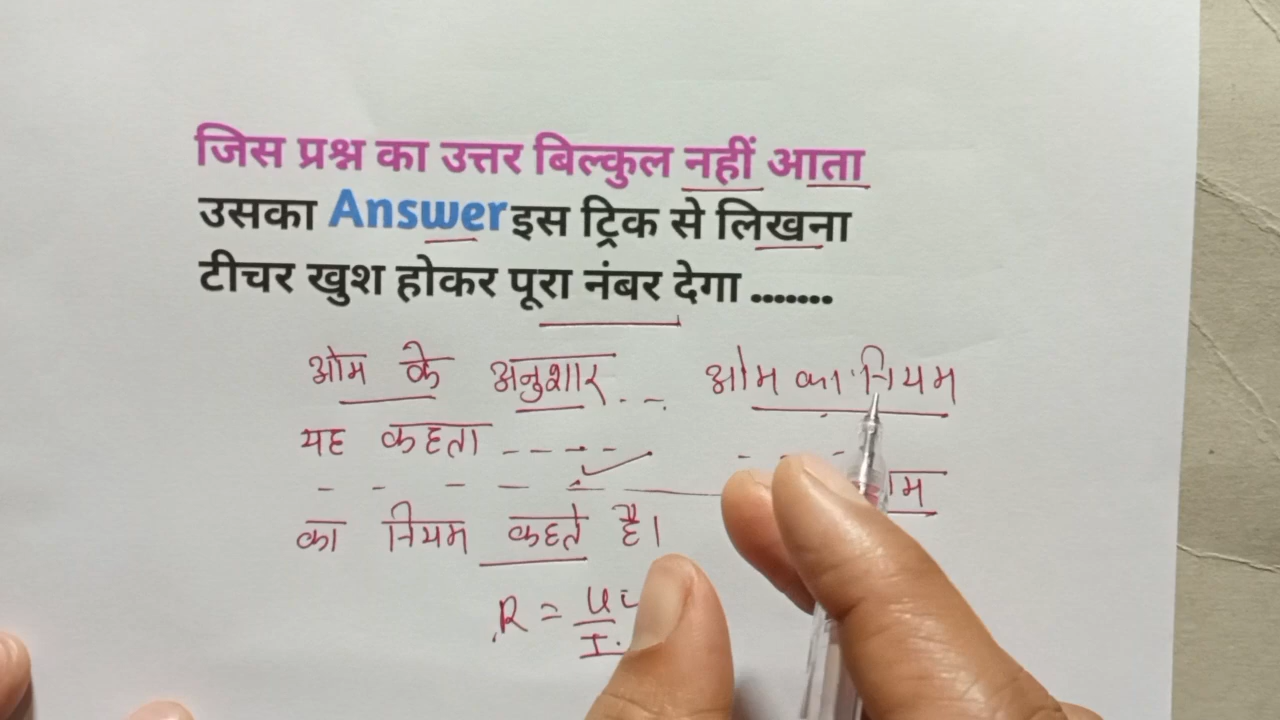 जिस प्रश्न का उत्तर बिल्कुल नहीं आता
उसका Answer इस ट्रिक से लिखना
टीचर खुश होकर पूरा नंबर देगा .......
ओम के अनुशार... ओम का नियम
यह कहता -----
का नियम कहते है।
R =
I.